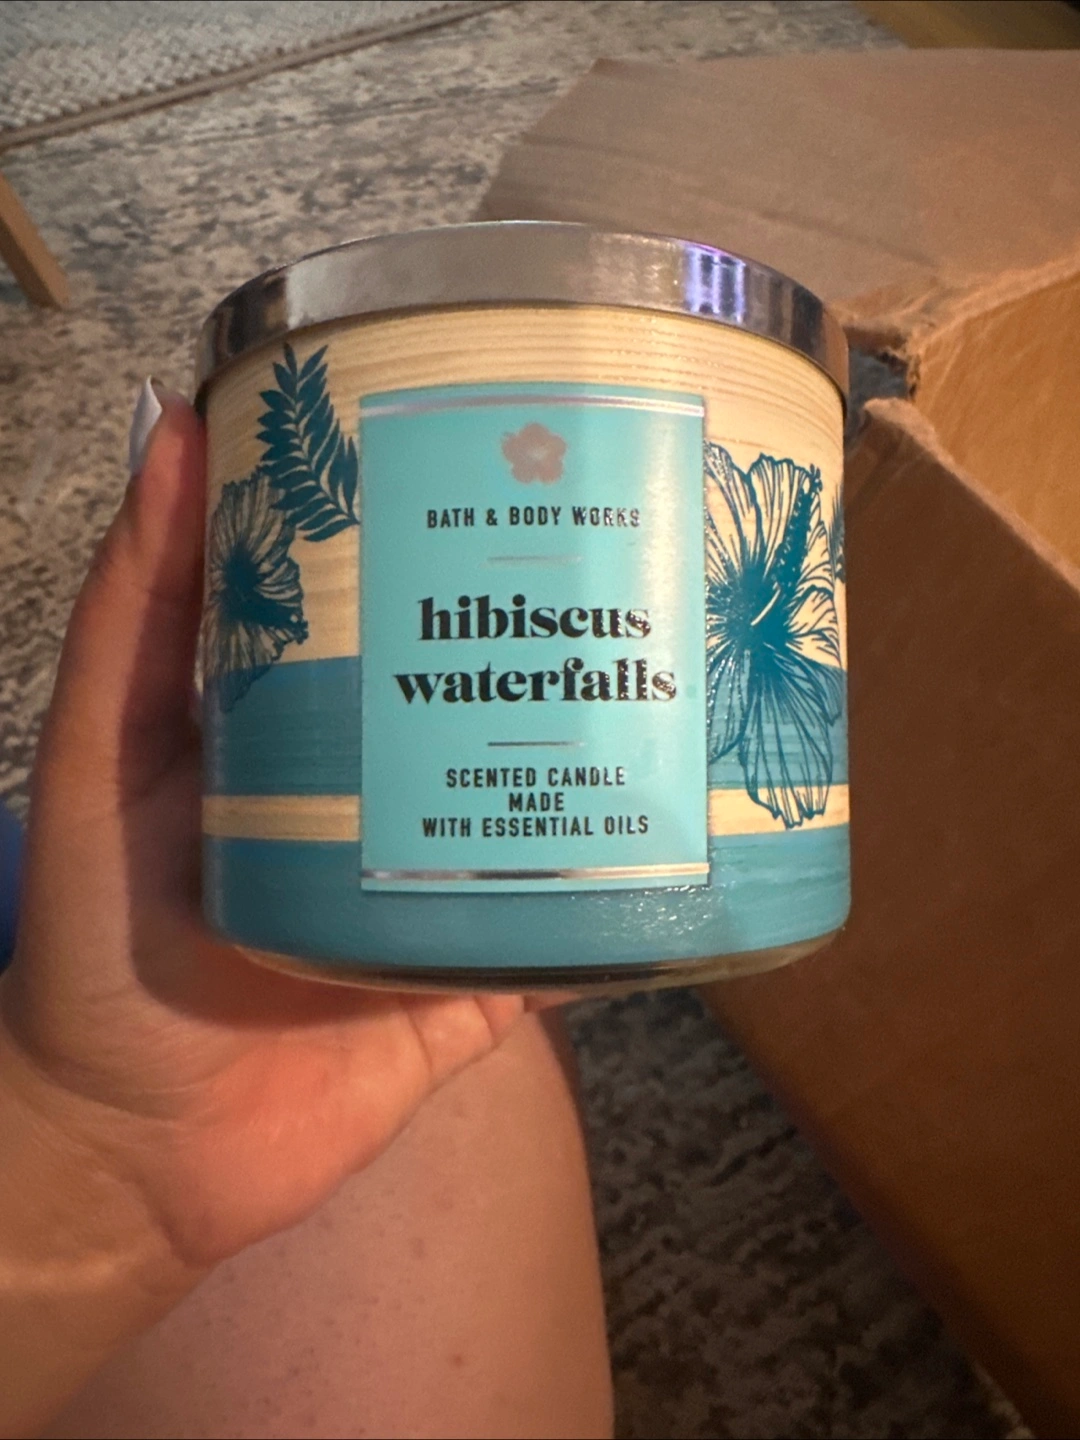 BATH & BODY WORKS
hibiscus
waterfalls
SCENTED CANDLE
MADE
WITH ESSENTIAL OILS